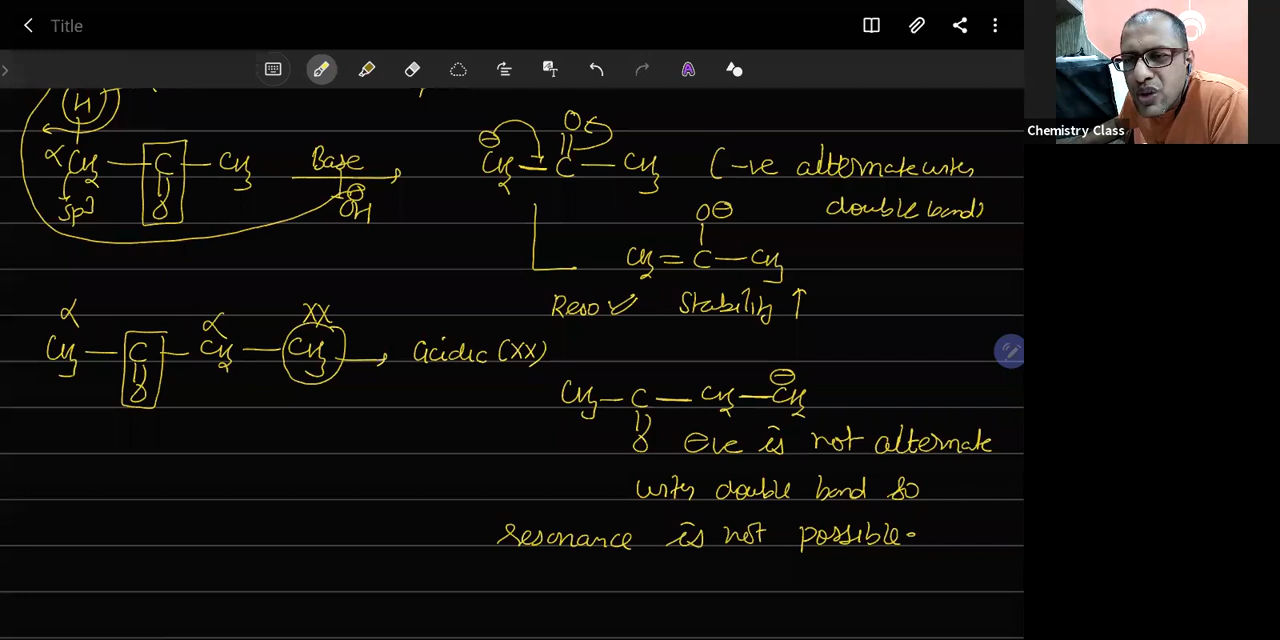 Title
Chemistry Class
H
αCH2 — C — CH3 Base CH2 = C — CH3 (-ve alternate with
sp3 O OH O double bond)
O⊖
CH2 = C — CH3
Reso ✓ Stability ↑
α α XX
CH3 — C — CH2 — CH3 → acidic (XX)
O
CH3 — C — CH2 — CH2⊖
O ⊖ve is not alternate
with double bond so
resonance is not possible.